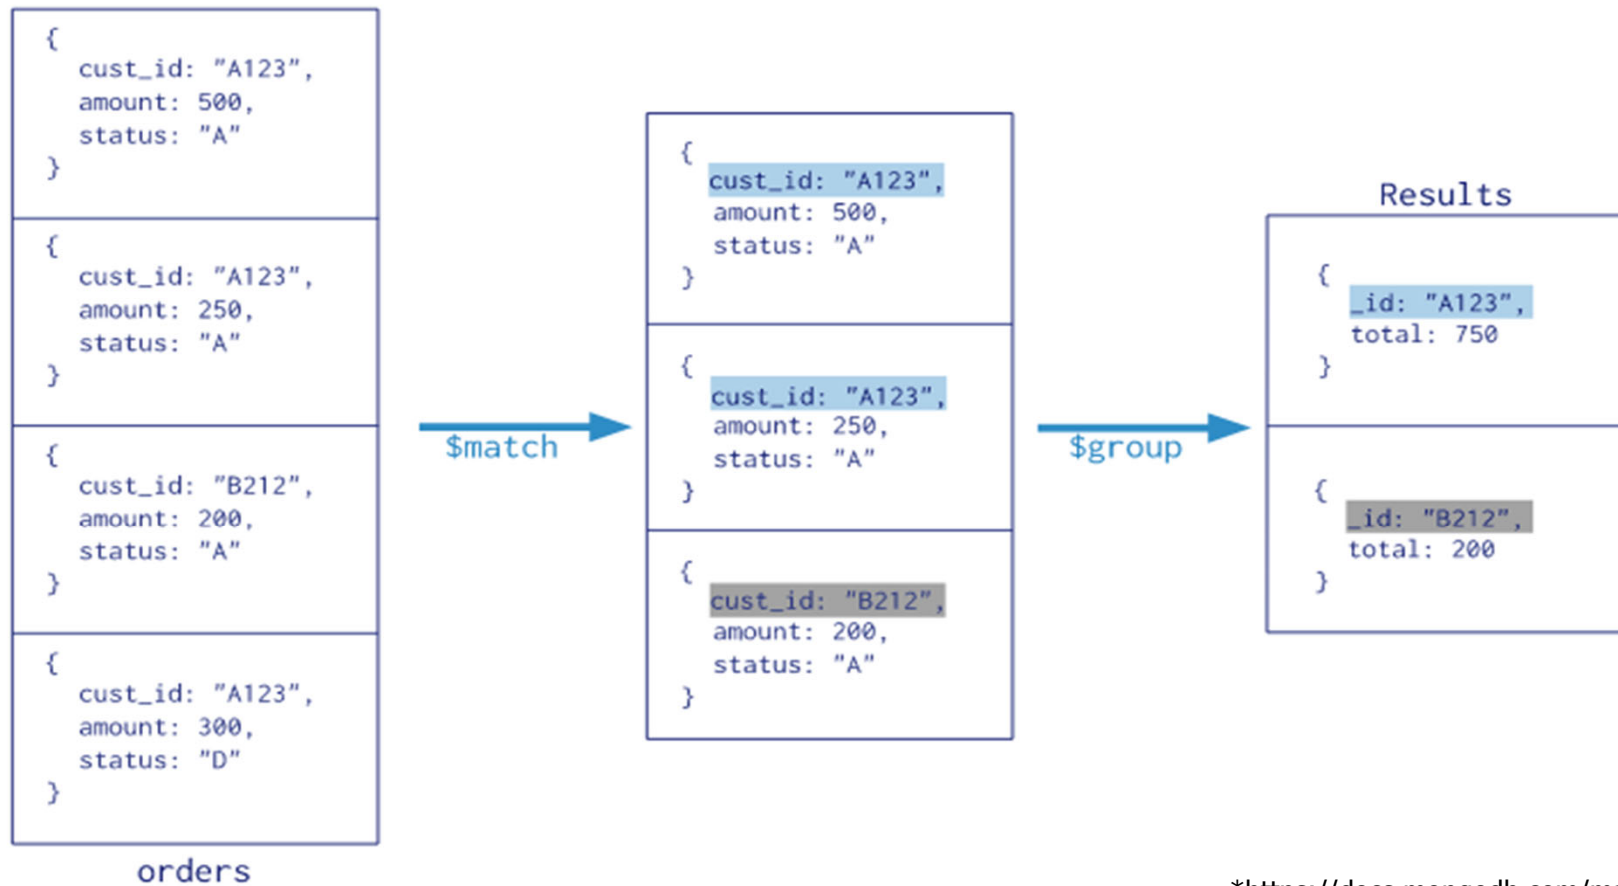 {
cust_id: "A123",
amount: 500,
status: "A"
}
{
cust_id: "A123",
amount: 250,
status: "A"
}
{
cust_id: "B212",
amount: 200,
status: "A"
}
{
cust_id: "A123",
amount: 300,
status: "D"
}
orders
$match
{
cust_id: "A123",
amount: 500,
status: "A"
}
{
cust_id: "A123",
amount: 250,
status: "A"
}
{
cust_id: "B212",
amount: 200,
status: "A"
}
$group
Results
{
_id: "A123",
total: 750
}
{
_id: "B212",
total: 200
}